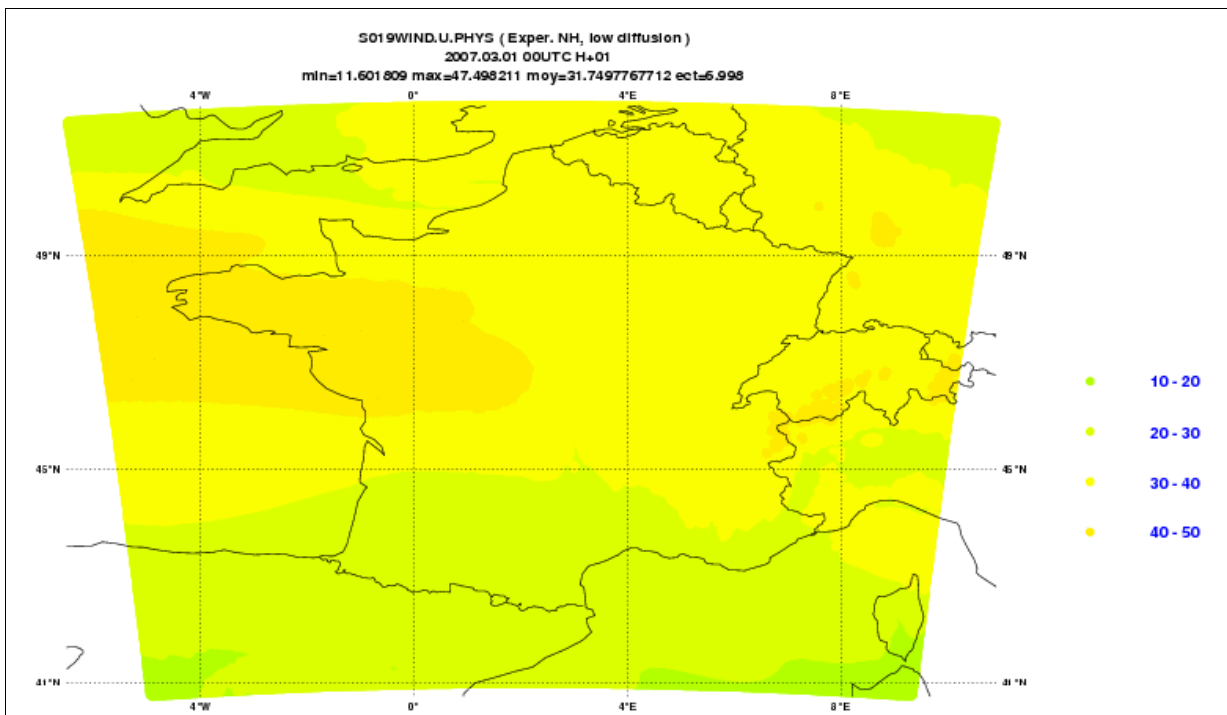 S019WIND.U.PHYS ( Exper. NH, low diffusion )
2007.03.01 00UTC H+01
min=11.601809 max=47.498211 moy=31.7497767712 ect=6.998
4°W 0° 4°E 8°E
49°N 49°N
10 - 20
20 - 30
45°N 45°N
30 - 40
40 - 50
41°N 41°N
4°W 0° 4°E 8°E